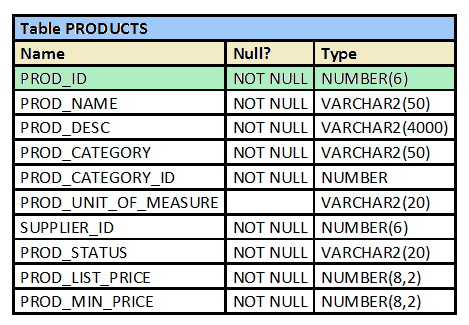 Table PRODUCTS
Name Null? Type
PROD_ID NOT NULL NUMBER(6)
PROD_NAME NOT NULL VARCHAR2(50)
PROD_DESC NOT NULL VARCHAR2(4000)
PROD_CATEGORY NOT NULL VARCHAR2(50)
PROD_CATEGORY_ID NOT NULL NUMBER
PROD_UNIT_OF_MEASURE VARCHAR2(20)
SUPPLIER_ID NOT NULL NUMBER(6)
PROD_STATUS NOT NULL VARCHAR2(20)
PROD_LIST_PRICE NOT NULL NUMBER(8,2)
PROD_MIN_PRICE NOT NULL NUMBER(8,2)